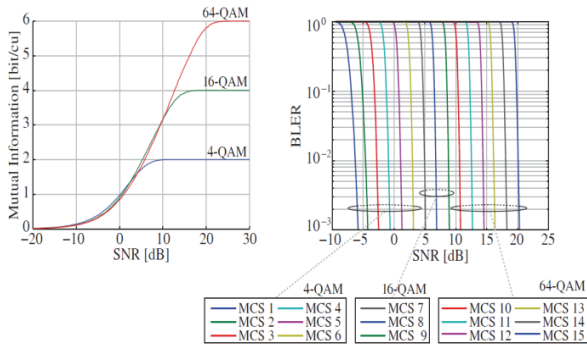 64-QAM
16-QAM
4-QAM
Mutual Information [bit/cu]
6
5
4
3
2
1
0
-20 -10 0 10 20 30
SNR [dB]
BLER
10^0
10^-1
10^-2
10^-3
-10 -5 0 5 10 15 20 25
SNR [dB]
4-QAM 16-QAM 64-QAM
MCS 1 MCS 4 MCS 7 MCS 10 MCS 13
MCS 2 MCS 5 MCS 8 MCS 11 MCS 14
MCS 3 MCS 6 MCS 9 MCS 12 MCS 15